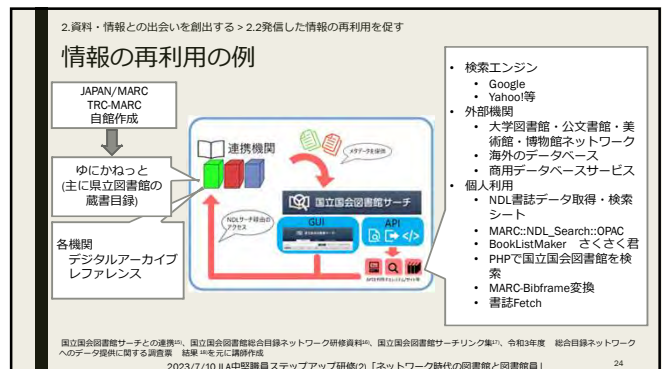 2.資料・情報との出会いを創出する > 2.2発信した情報の再利用を促す
情報の再利用の例
JAPAN/MARC
TRC-MARC
自館作成
ゆにかねっと
(主に県立図書館の
蔵書目録)
各機関
デジタルアーカイブ
レファレンス
連携機関
メタデータを提供
国立国会図書館サーチ
NDLサーチ経由の
アクセス
GUI
API
• 検索エンジン
• Google
• Yahoo!等
• 外部機関
• 大学図書館・公文書館・美
術館・博物館ネットワーク
• 海外のデータベース
• 商用データベースサービス
• 個人利用
• NDL書誌データ取得・検索
シート
• MARC::NDL_Search::OPAC
• BookListMaker さくさく君
• PHPで国立国会図書館を検
索
• MARC-Bibframe変換
• 書誌Fetch
国立国会図書館サーチとの連携¹⁵⁾、国立国会図書館総合目録ネットワーク研修資料¹⁶⁾、国立国会図書館サーチリンク集¹⁷⁾、令和3年度 総合目録ネットワーク
へのデータ提供に関する調査票 結果¹⁸⁾を元に講師作成
2023/7/10 JLA中堅職員ステップアップ研修(2)「ネットワーク時代の図書館と図書館員」
24